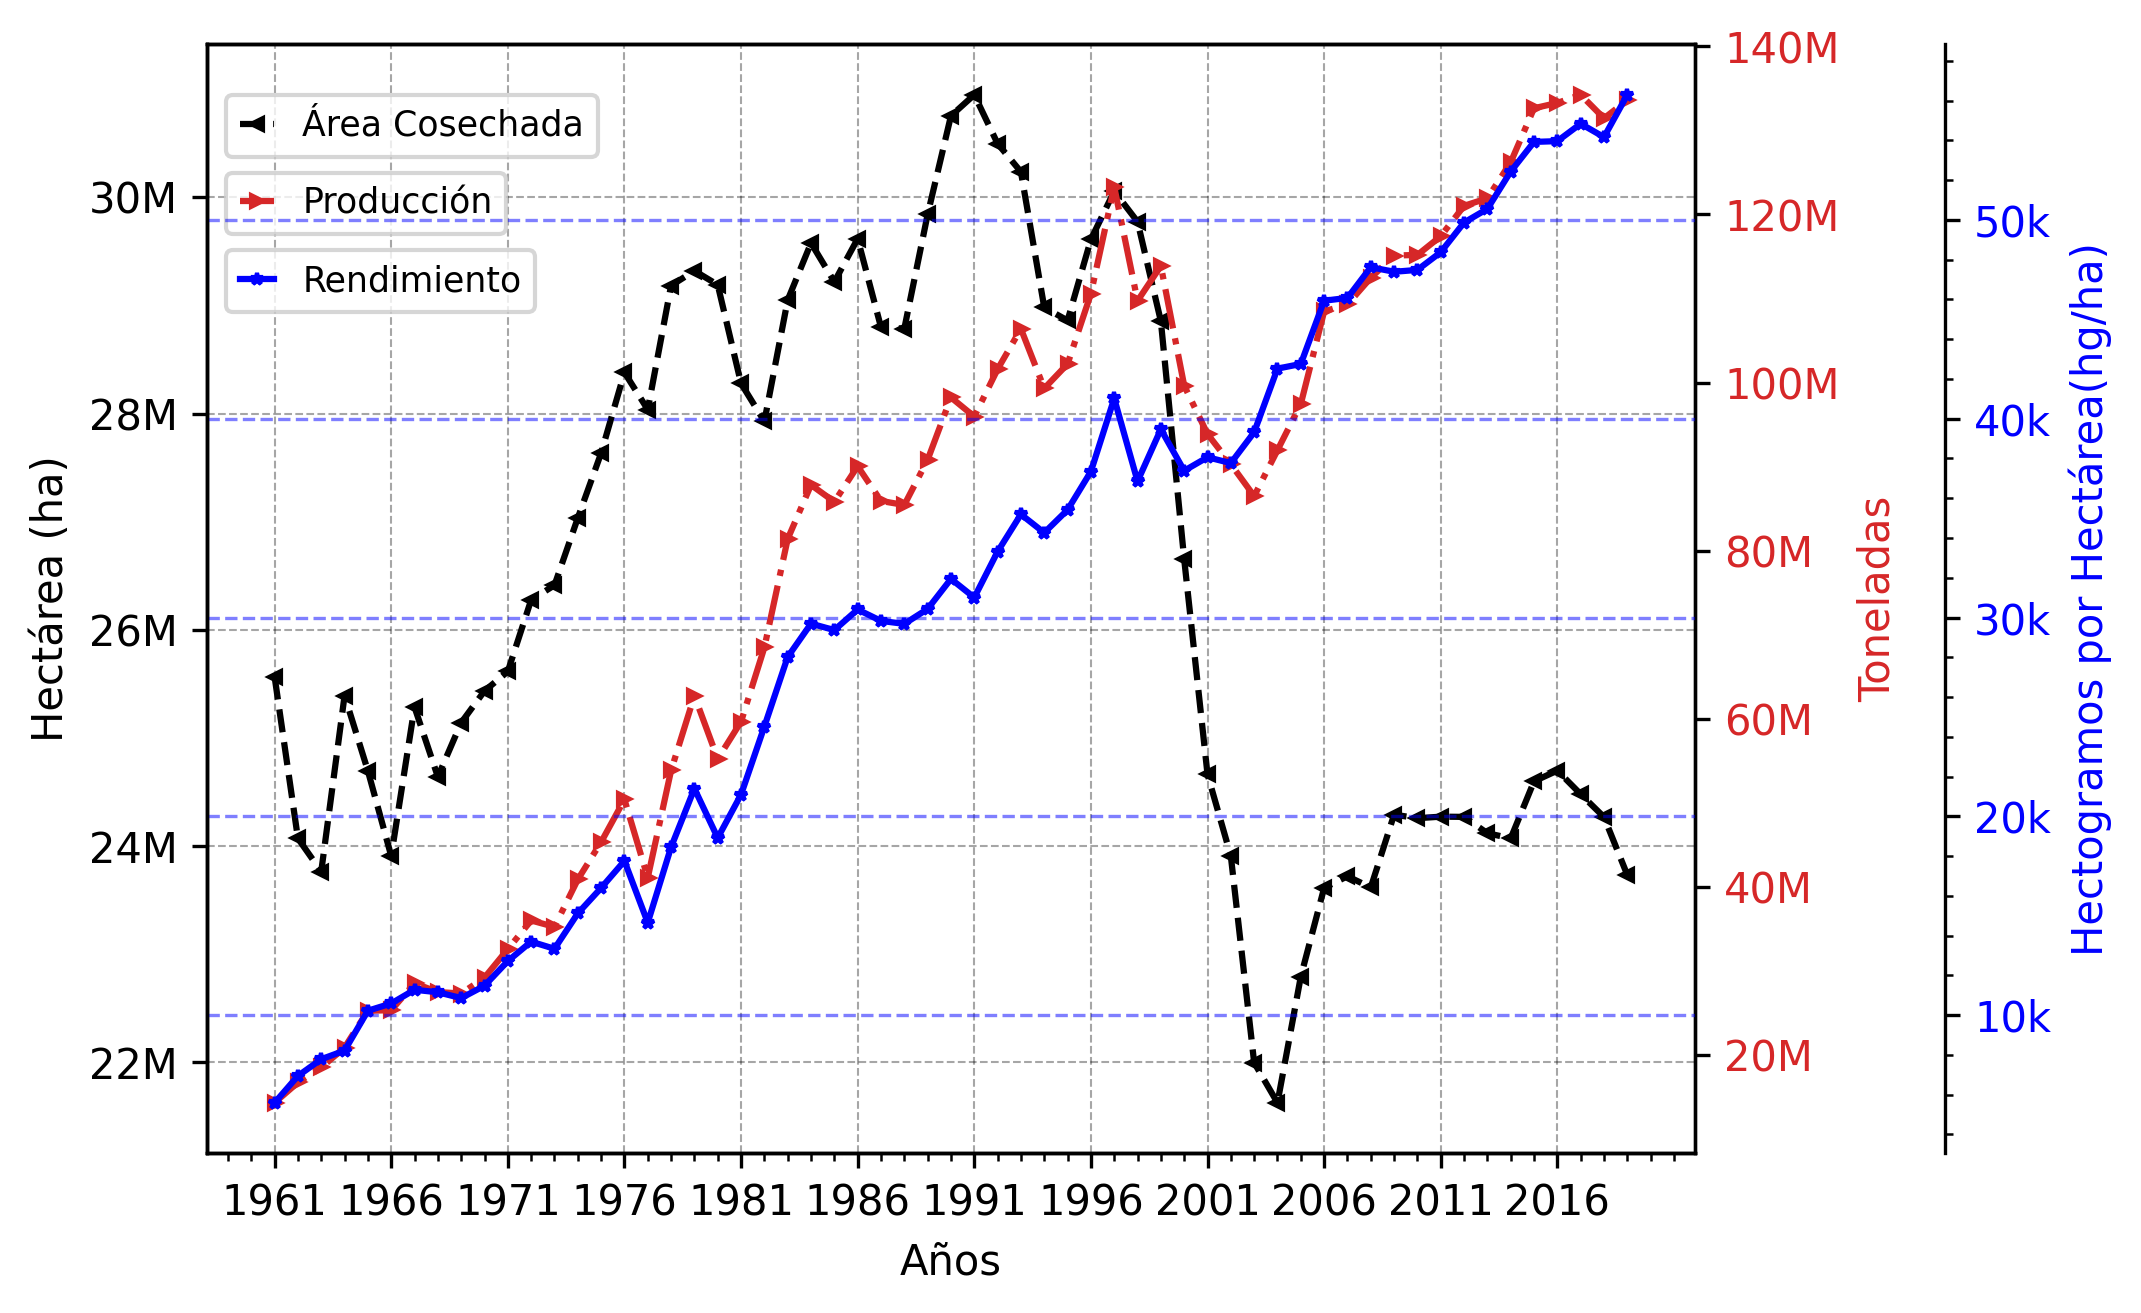 Área Cosechada
Producción
Rendimiento
Hectárea (ha)
30M
28M
26M
24M
22M
140M
120M
100M
80M
60M
40M
20M
Toneladas
50k
40k
30k
20k
10k
Hectogramos por Hectárea(hg/ha)
1961 1966 1971 1976 1981 1986 1991 1996 2001 2006 2011 2016
Años